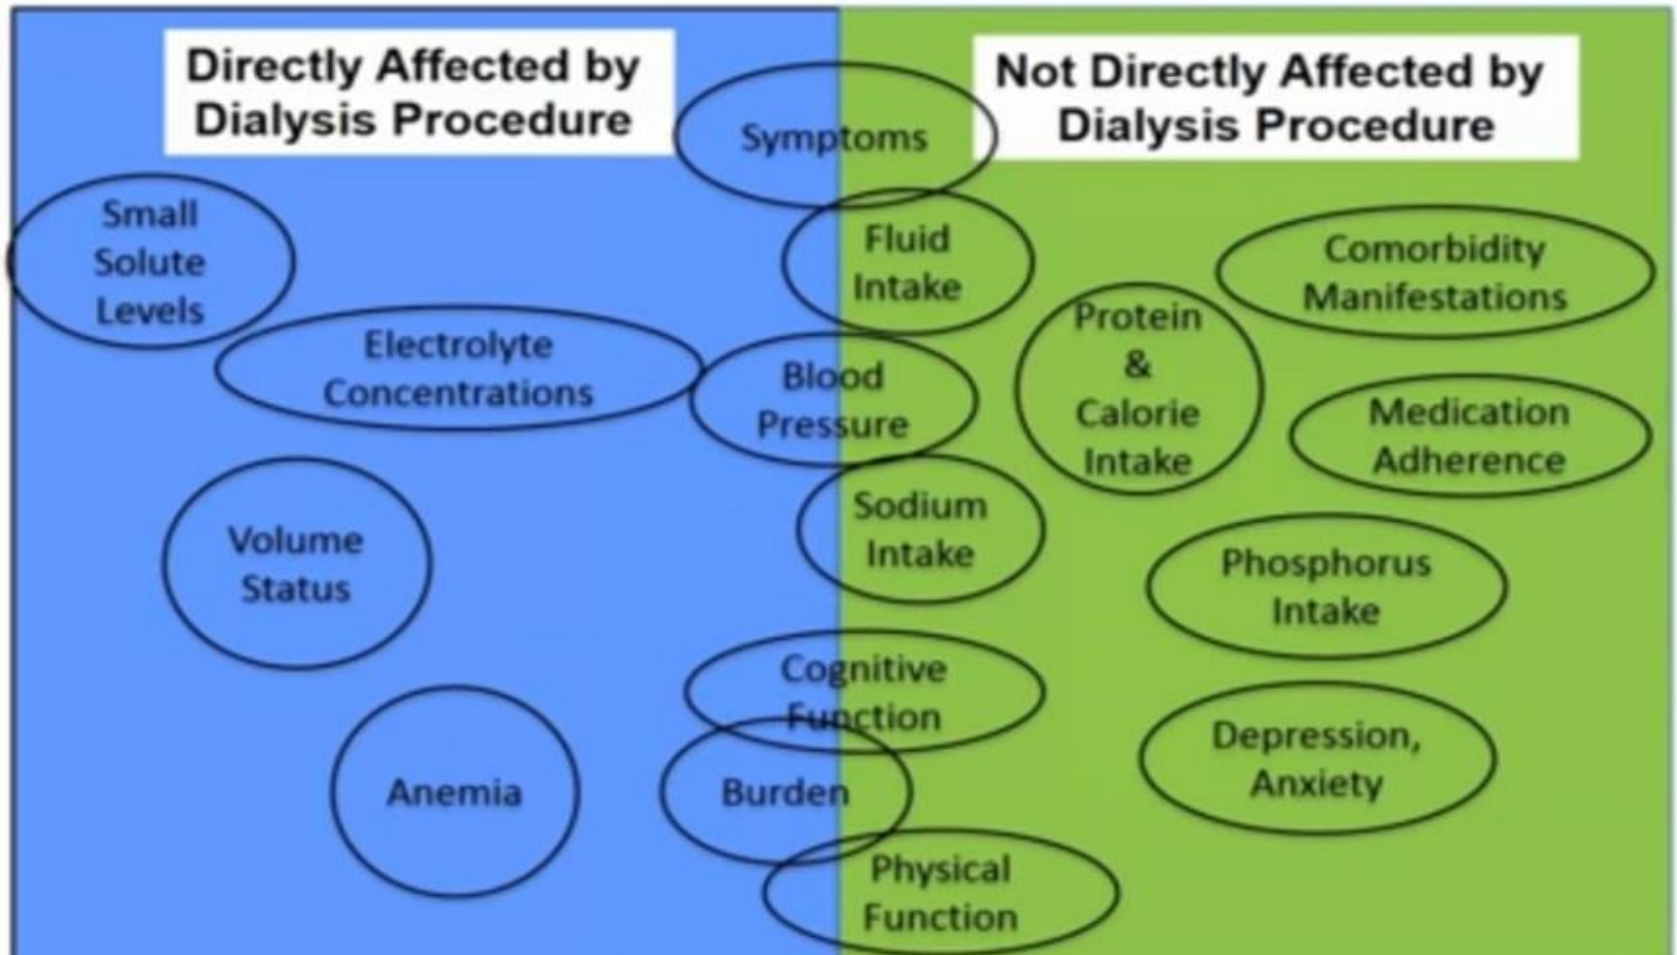 Directly Affected by
Dialysis Procedure
Not Directly Affected by
Dialysis Procedure
Symptoms
Small
Solute
Levels
Fluid
Intake
Comorbidity
Manifestations
Electrolyte
Concentrations
Blood
Pressure
Protein
&
Calorie
Intake
Medication
Adherence
Volume
Status
Sodium
Intake
Phosphorus
Intake
Cognitive
Function
Depression,
Anxiety
Anemia
Burden
Physical
Function